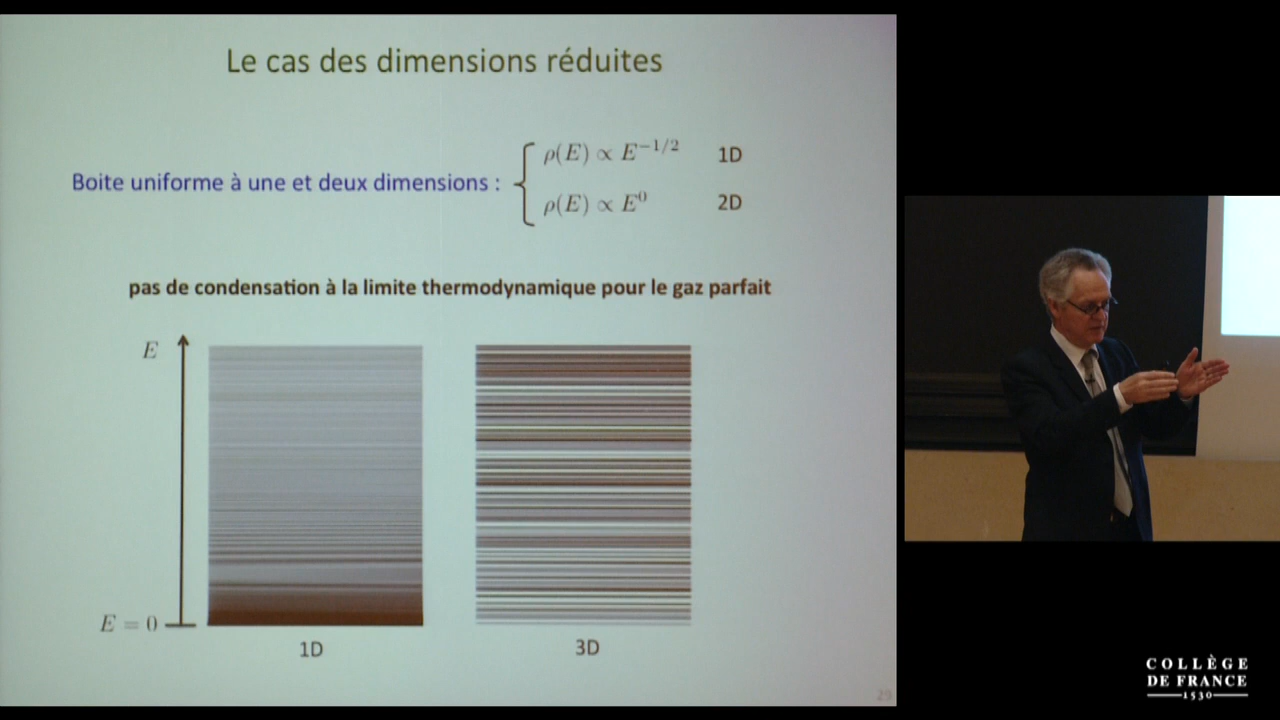 Le cas des dimensions réduites
Boite uniforme à une et deux dimensions :
ρ(E) ∝ E^{-1/2} 1D
ρ(E) ∝ E^0 2D
pas de condensation à la limite thermodynamique pour le gaz parfait
E
E = 0
1D 3D
29
COLLÈGE
DE FRANCE
1530